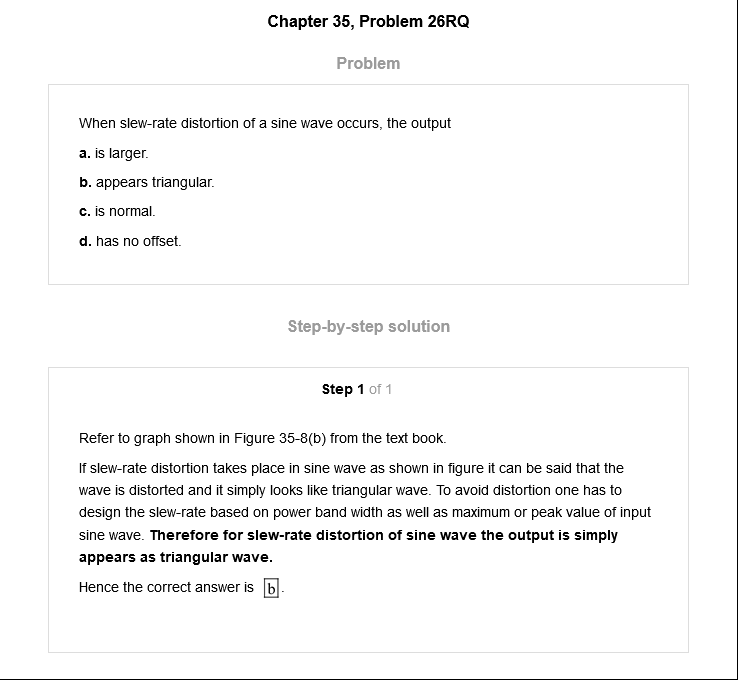 Chapter 35, Problem 26RQ
Problem
When slew-rate distortion of a sine wave occurs, the output
a. is larger.
b. appears triangular.
c. is normal.
d. has no offset.
Step-by-step solution
Step 1 of 1
Refer to graph shown in Figure 35-8(b) from the text book.
If slew-rate distortion takes place in sine wave as shown in figure it can be said that the
wave is distorted and it simply looks like triangular wave. To avoid distortion one has to
design the slew-rate based on power band width as well as maximum or peak value of input
sine wave. Therefore for slew-rate distortion of sine wave the output is simply
appears as triangular wave.
Hence the correct answer is b.